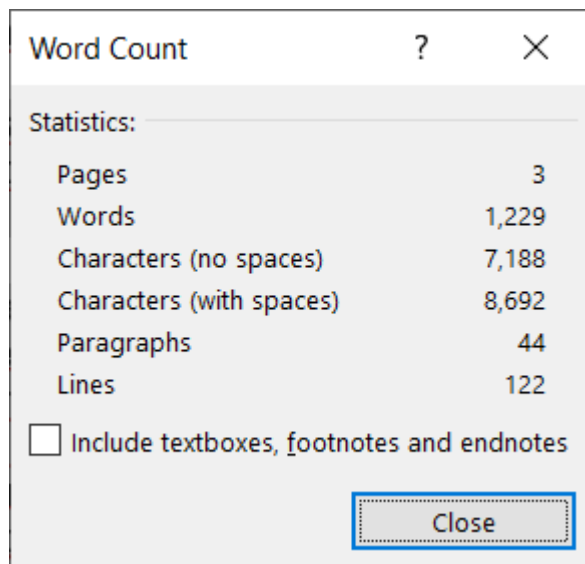 Word Count ?
Statistics:
Pages 3
Words 1,229
Characters (no spaces) 7,188
Characters (with spaces) 8,692
Paragraphs 44
Lines 122
Include textboxes, footnotes and endnotes
Close